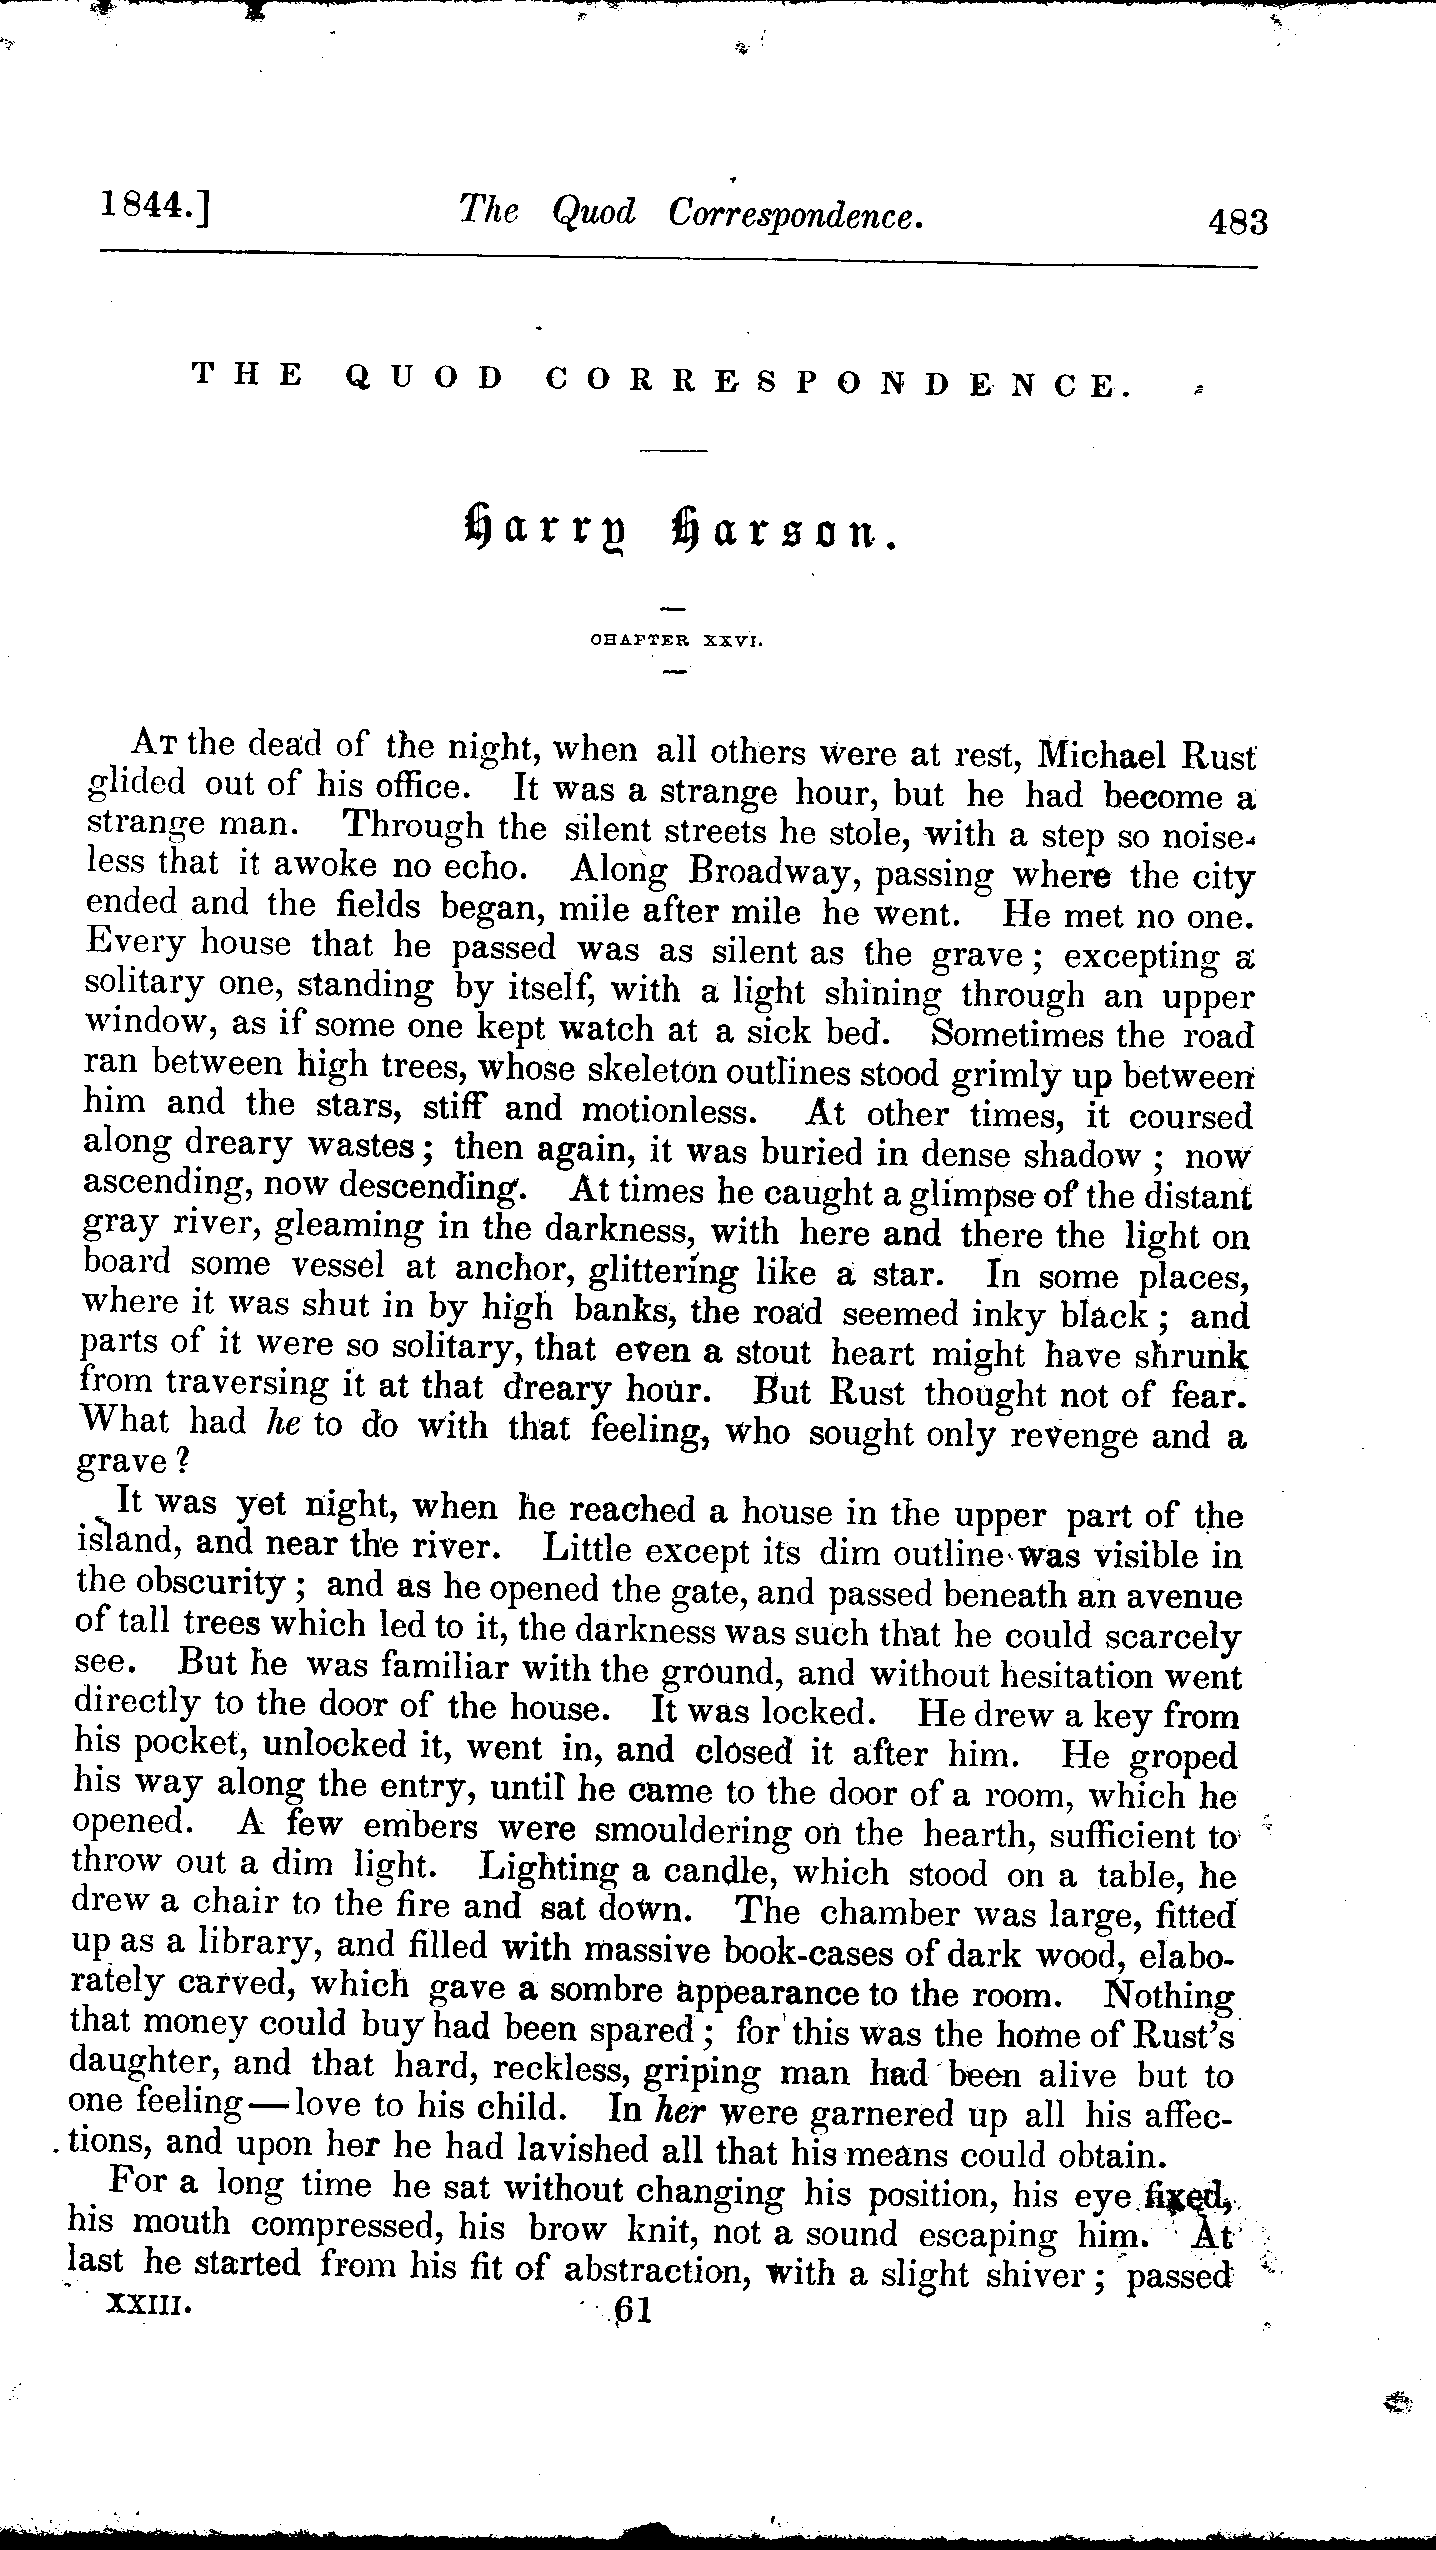 1844.] The Quod Correspondence. 483
THE QUOD CORRESPONDENCE.
Harry Harson.
CHAPTER XXVI.
AT the dead of the night, when all others were at rest, Michael Rust
glided out of his office. It was a strange hour, but he had become a
strange man. Through the silent streets he stole, with a step so noise-
less that it awoke no echo. Along Broadway, passing where the city
ended and the fields began, mile after mile he went. He met no one.
Every house that he passed was as silent as the grave; excepting a
solitary one, standing by itself, with a light shining through an upper
window, as if some one kept watch at a sick bed. Sometimes the road
ran between high trees, whose skeleton outlines stood grimly up between
him and the stars, stiff and motionless. At other times, it coursed
along dreary wastes; then again, it was buried in dense shadow; now
ascending, now descending. At times he caught a glimpse of the distant
gray river, gleaming in the darkness, with here and there the light on
board some vessel at anchor, glittering like a star. In some places,
where it was shut in by high banks, the road seemed inky black; and
parts of it were so solitary, that even a stout heart might have shrunk
from traversing it at that dreary hour. But Rust thought not of fear.
What had he to do with that feeling, who sought only revenge and a
grave?
It was yet night, when he reached a house in the upper part of the
island, and near the river. Little except its dim outline was visible in
the obscurity; and as he opened the gate, and passed beneath an avenue
of tall trees which led to it, the darkness was such that he could scarcely
see. But he was familiar with the ground, and without hesitation went
directly to the door of the house. It was locked. He drew a key from
his pocket, unlocked it, went in, and closed it after him. He groped
his way along the entry, until he came to the door of a room, which he
opened. A few embers were smouldering on the hearth, sufficient to
throw out a dim light. Lighting a candle, which stood on a table, he
drew a chair to the fire and sat down. The chamber was large, fitted
up as a library, and filled with massive book-cases of dark wood, elabo-
rately carved, which gave a sombre appearance to the room. Nothing
that money could buy had been spared; for this was the home of Rust's
daughter, and that hard, reckless, griping man had been alive but to
one feeling—love to his child. In her were garnered up all his affec-
tions, and upon her he had lavished all that his means could obtain.
For a long time he sat without changing his position, his eye fixed,
his mouth compressed, his brow knit, not a sound escaping him. At
last he started from his fit of abstraction, with a slight shiver; passed
XXIII. 61